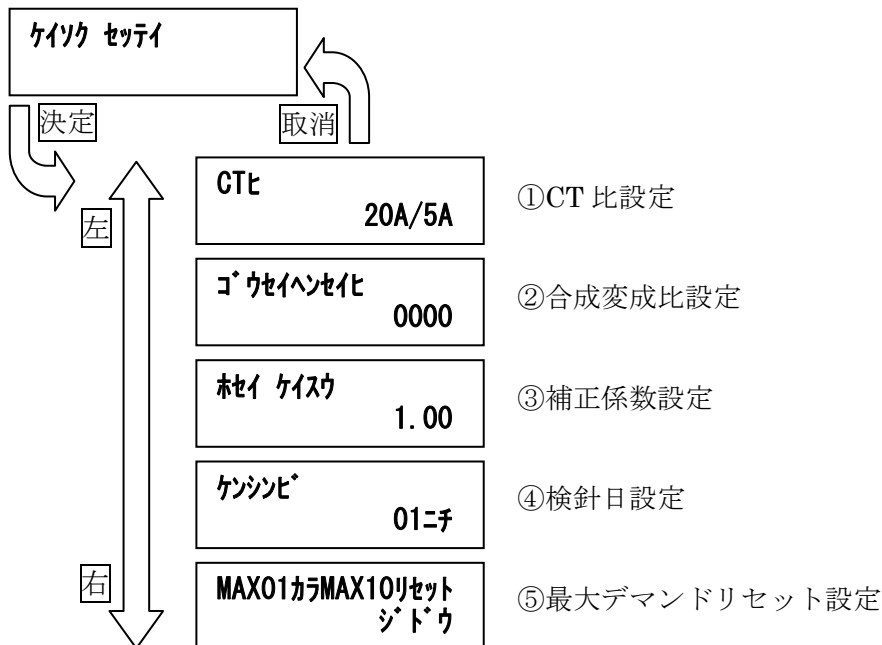 ｹｲｿｸ ｾｯﾃｲ
決定
取消
左
CTﾋ
20A/5A
①CT 比設定
ｺﾞｳｾｲﾍﾝｾｲﾋ
0000
②合成変成比設定
ﾎｾｲ ｹｲｽｳ
1.00
③補正係数設定
ｹﾝｼﾝﾋﾞ
01ﾆﾁ
④検針日設定
右
MAX01ｶﾗMAX10ﾘｾｯﾄ
ｼﾞﾄﾞｳ
⑤最大デマンドリセット設定